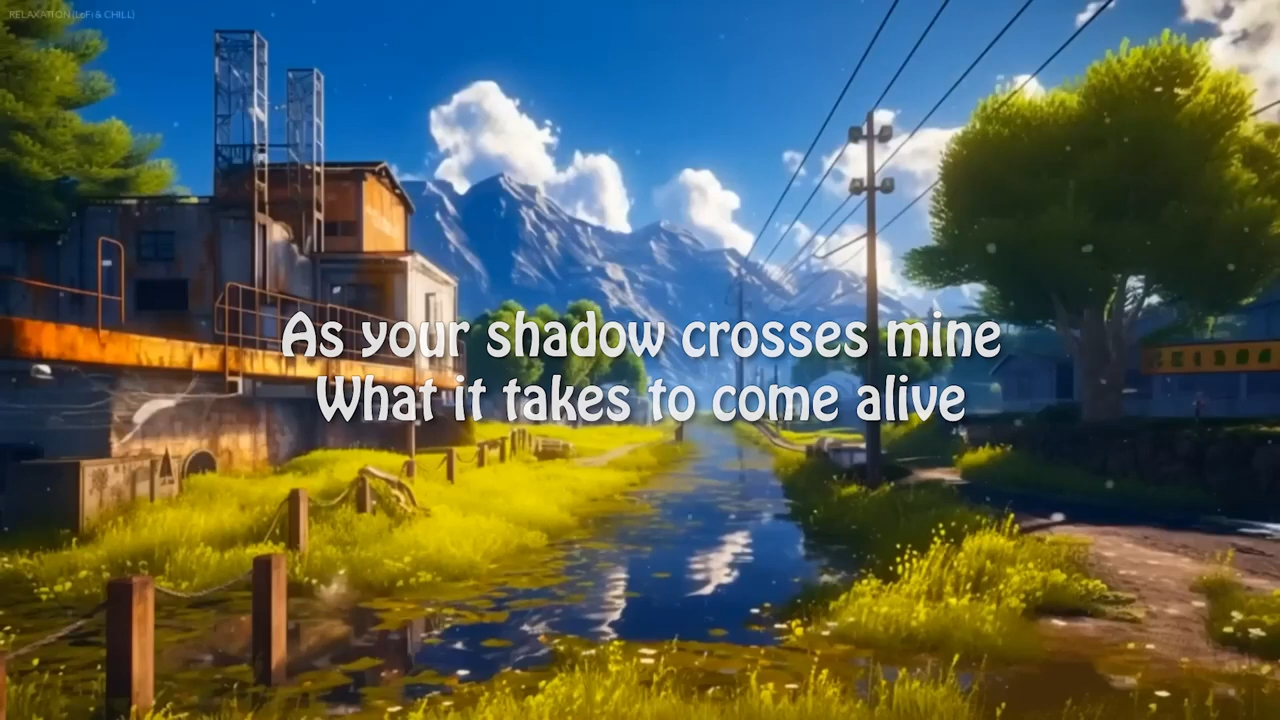 RELAXATION (LoFi & CHILL)
As your shadow crosses mine
What it takes to come alive